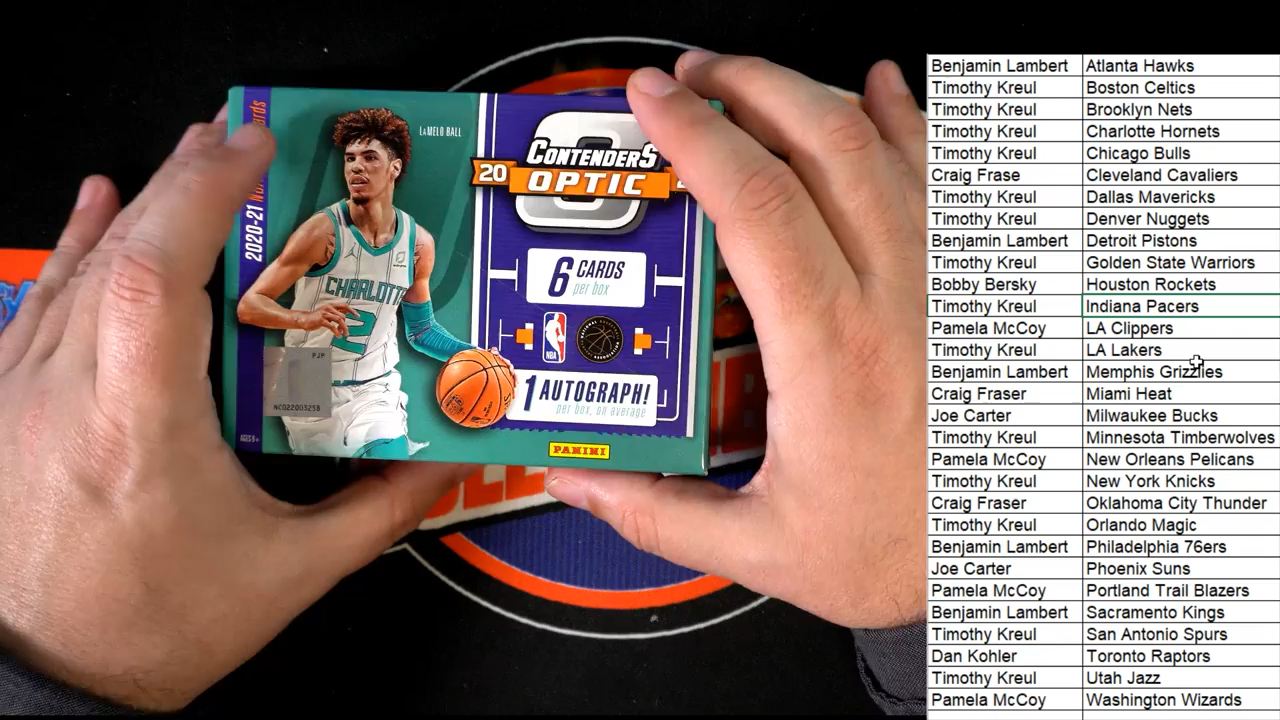 LAMELO BALL
2020-21
CONTENDERS
20
OPTIC
6 CARDS
per box
NBA
1 AUTOGRAPH!
per box, on average
PANINI
CHARLOTTE
2
PJP
NC022003258
AGES 9+
Benjamin Lambert Atlanta Hawks
Timothy Kreul Boston Celtics
Timothy Kreul Brooklyn Nets
Timothy Kreul Charlotte Hornets
Timothy Kreul Chicago Bulls
Craig Frase Cleveland Cavaliers
Timothy Kreul Dallas Mavericks
Timothy Kreul Denver Nuggets
Benjamin Lambert Detroit Pistons
Timothy Kreul Golden State Warriors
Bobby Bersky Houston Rockets
Timothy Kreul Indiana Pacers
Pamela McCoy LA Clippers
Timothy Kreul LA Lakers
Benjamin Lambert Memphis Grizzlies
Craig Fraser Miami Heat
Joe Carter Milwaukee Bucks
Timothy Kreul Minnesota Timberwolves
Pamela McCoy New Orleans Pelicans
Timothy Kreul New York Knicks
Craig Fraser Oklahoma City Thunder
Timothy Kreul Orlando Magic
Benjamin Lambert Philadelphia 76ers
Joe Carter Phoenix Suns
Pamela McCoy Portland Trail Blazers
Benjamin Lambert Sacramento Kings
Timothy Kreul San Antonio Spurs
Dan Kohler Toronto Raptors
Timothy Kreul Utah Jazz
Pamela McCoy Washington Wizards